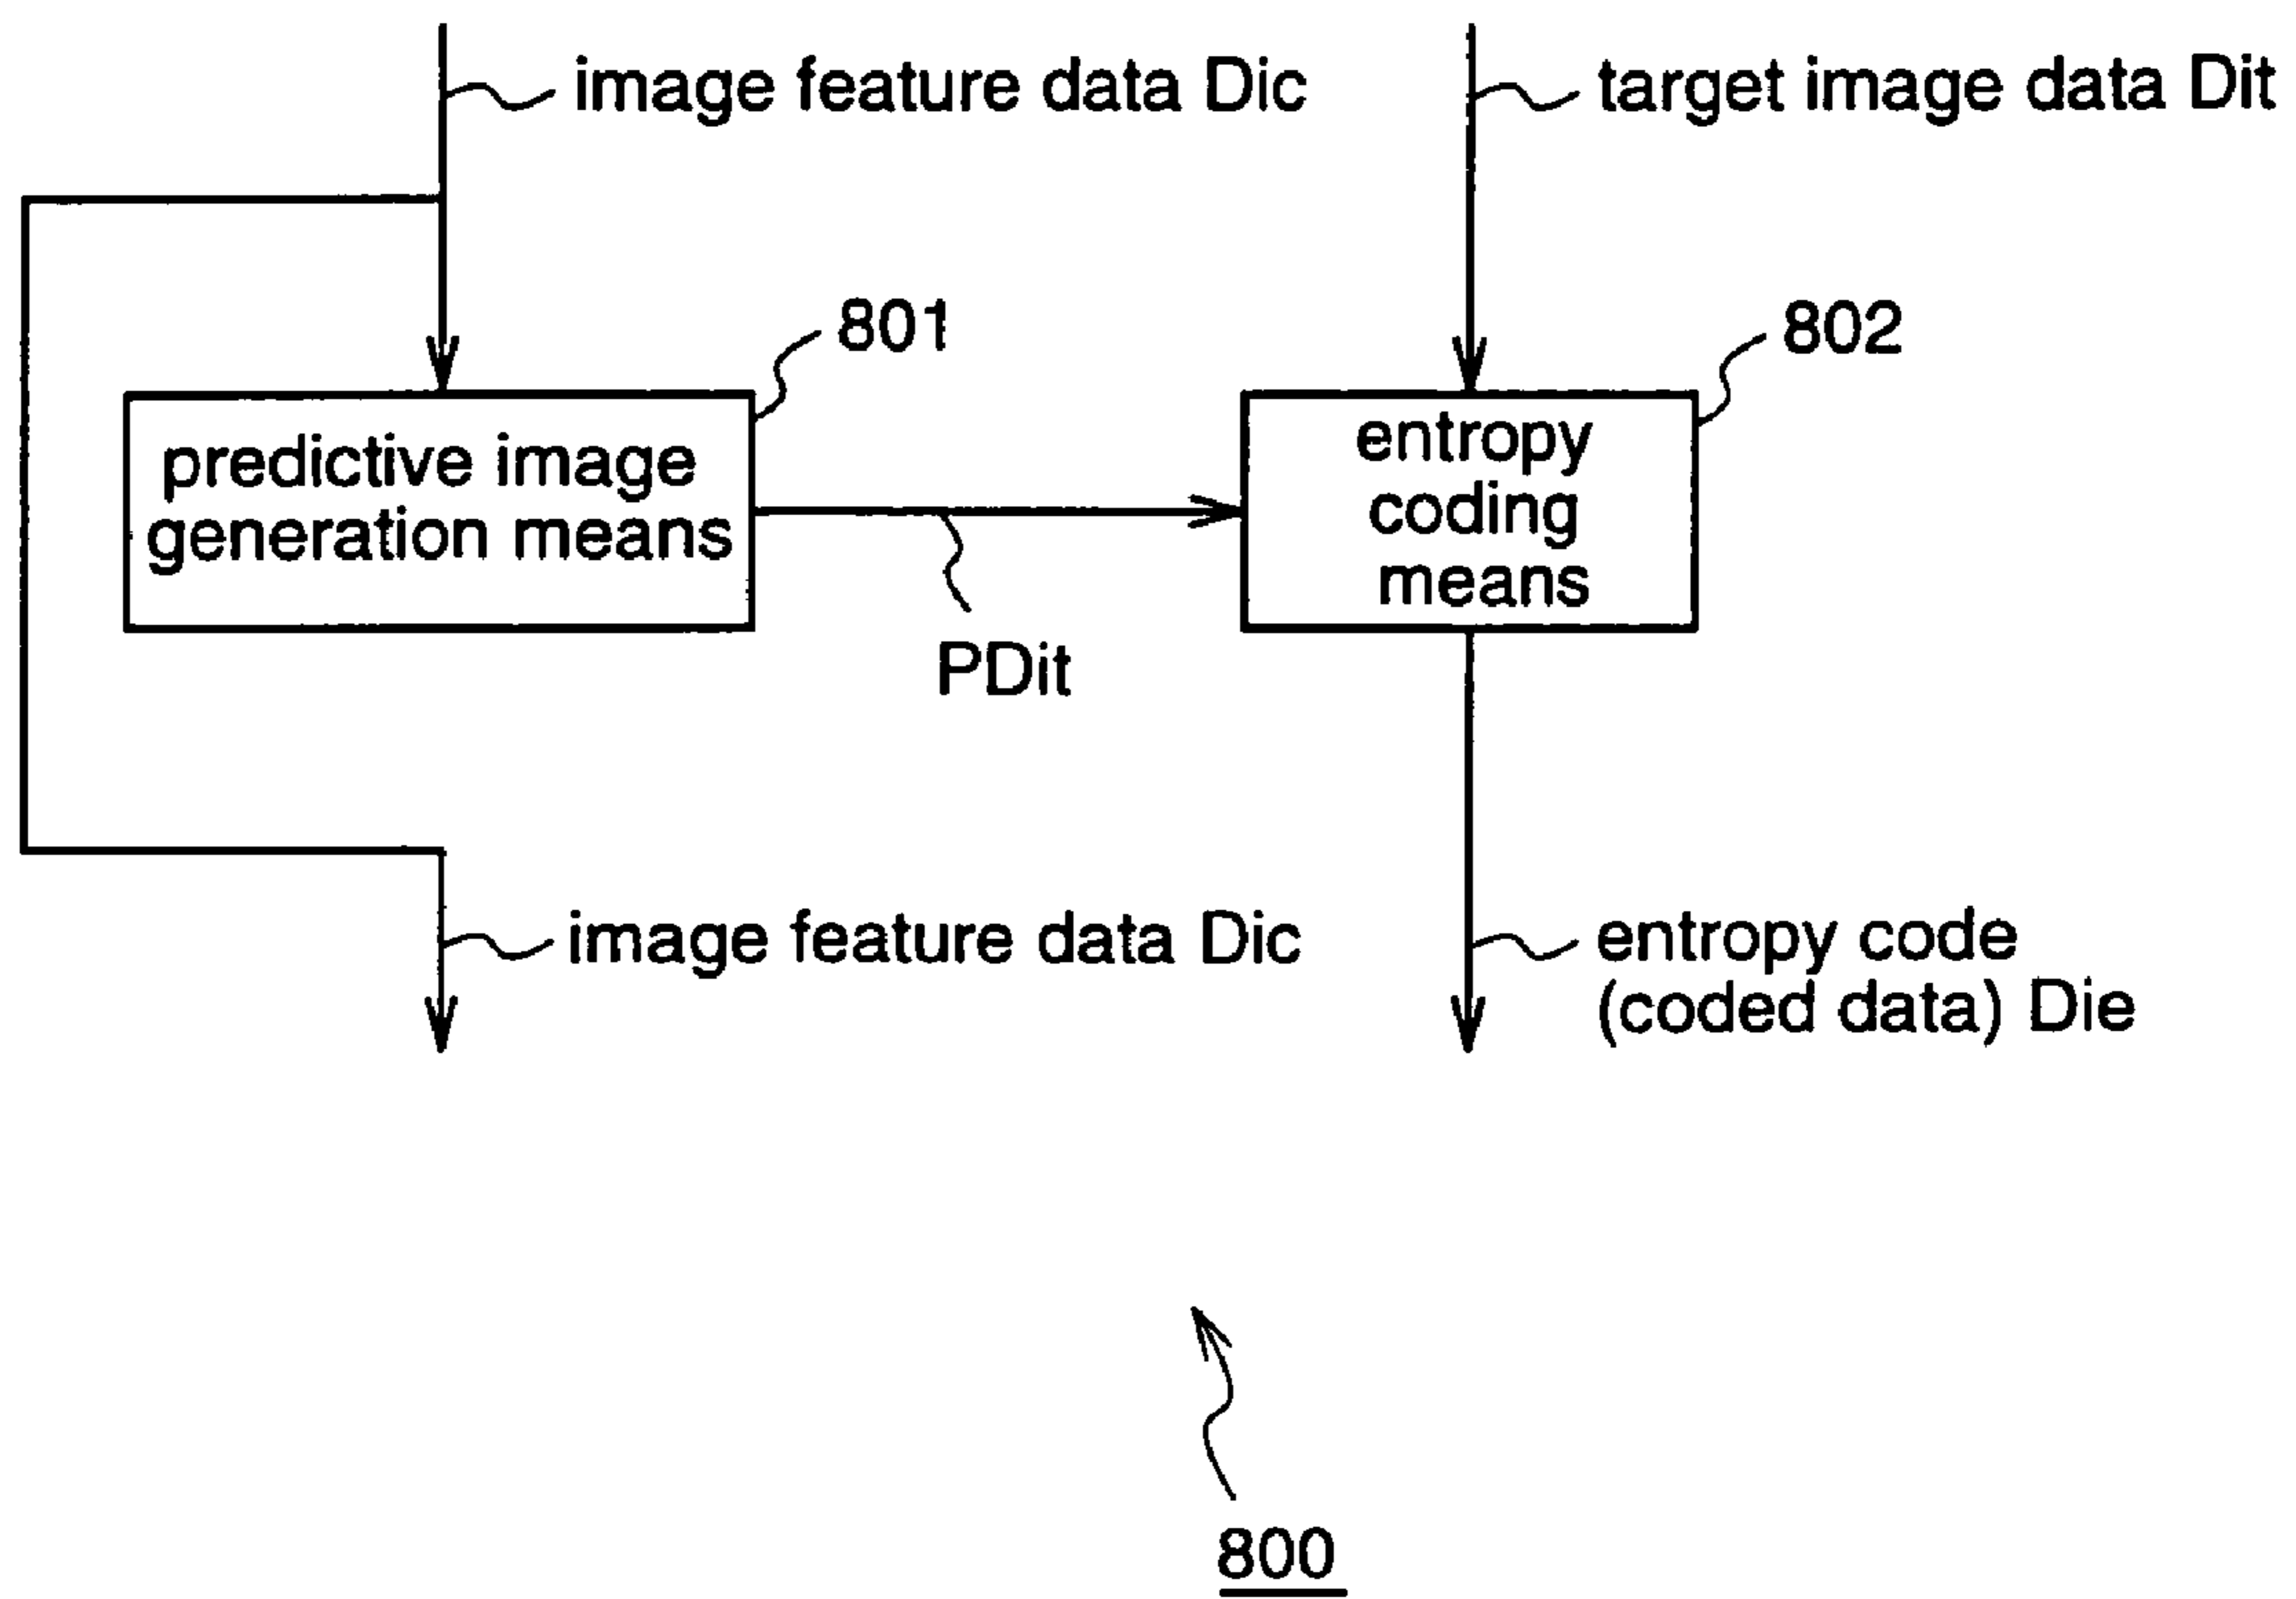 image feature data Dic
target image data Dit
801
802
predictive image
generation means
entropy
coding
means
PDit
image feature data Dic
entropy code
(coded data) Die
800